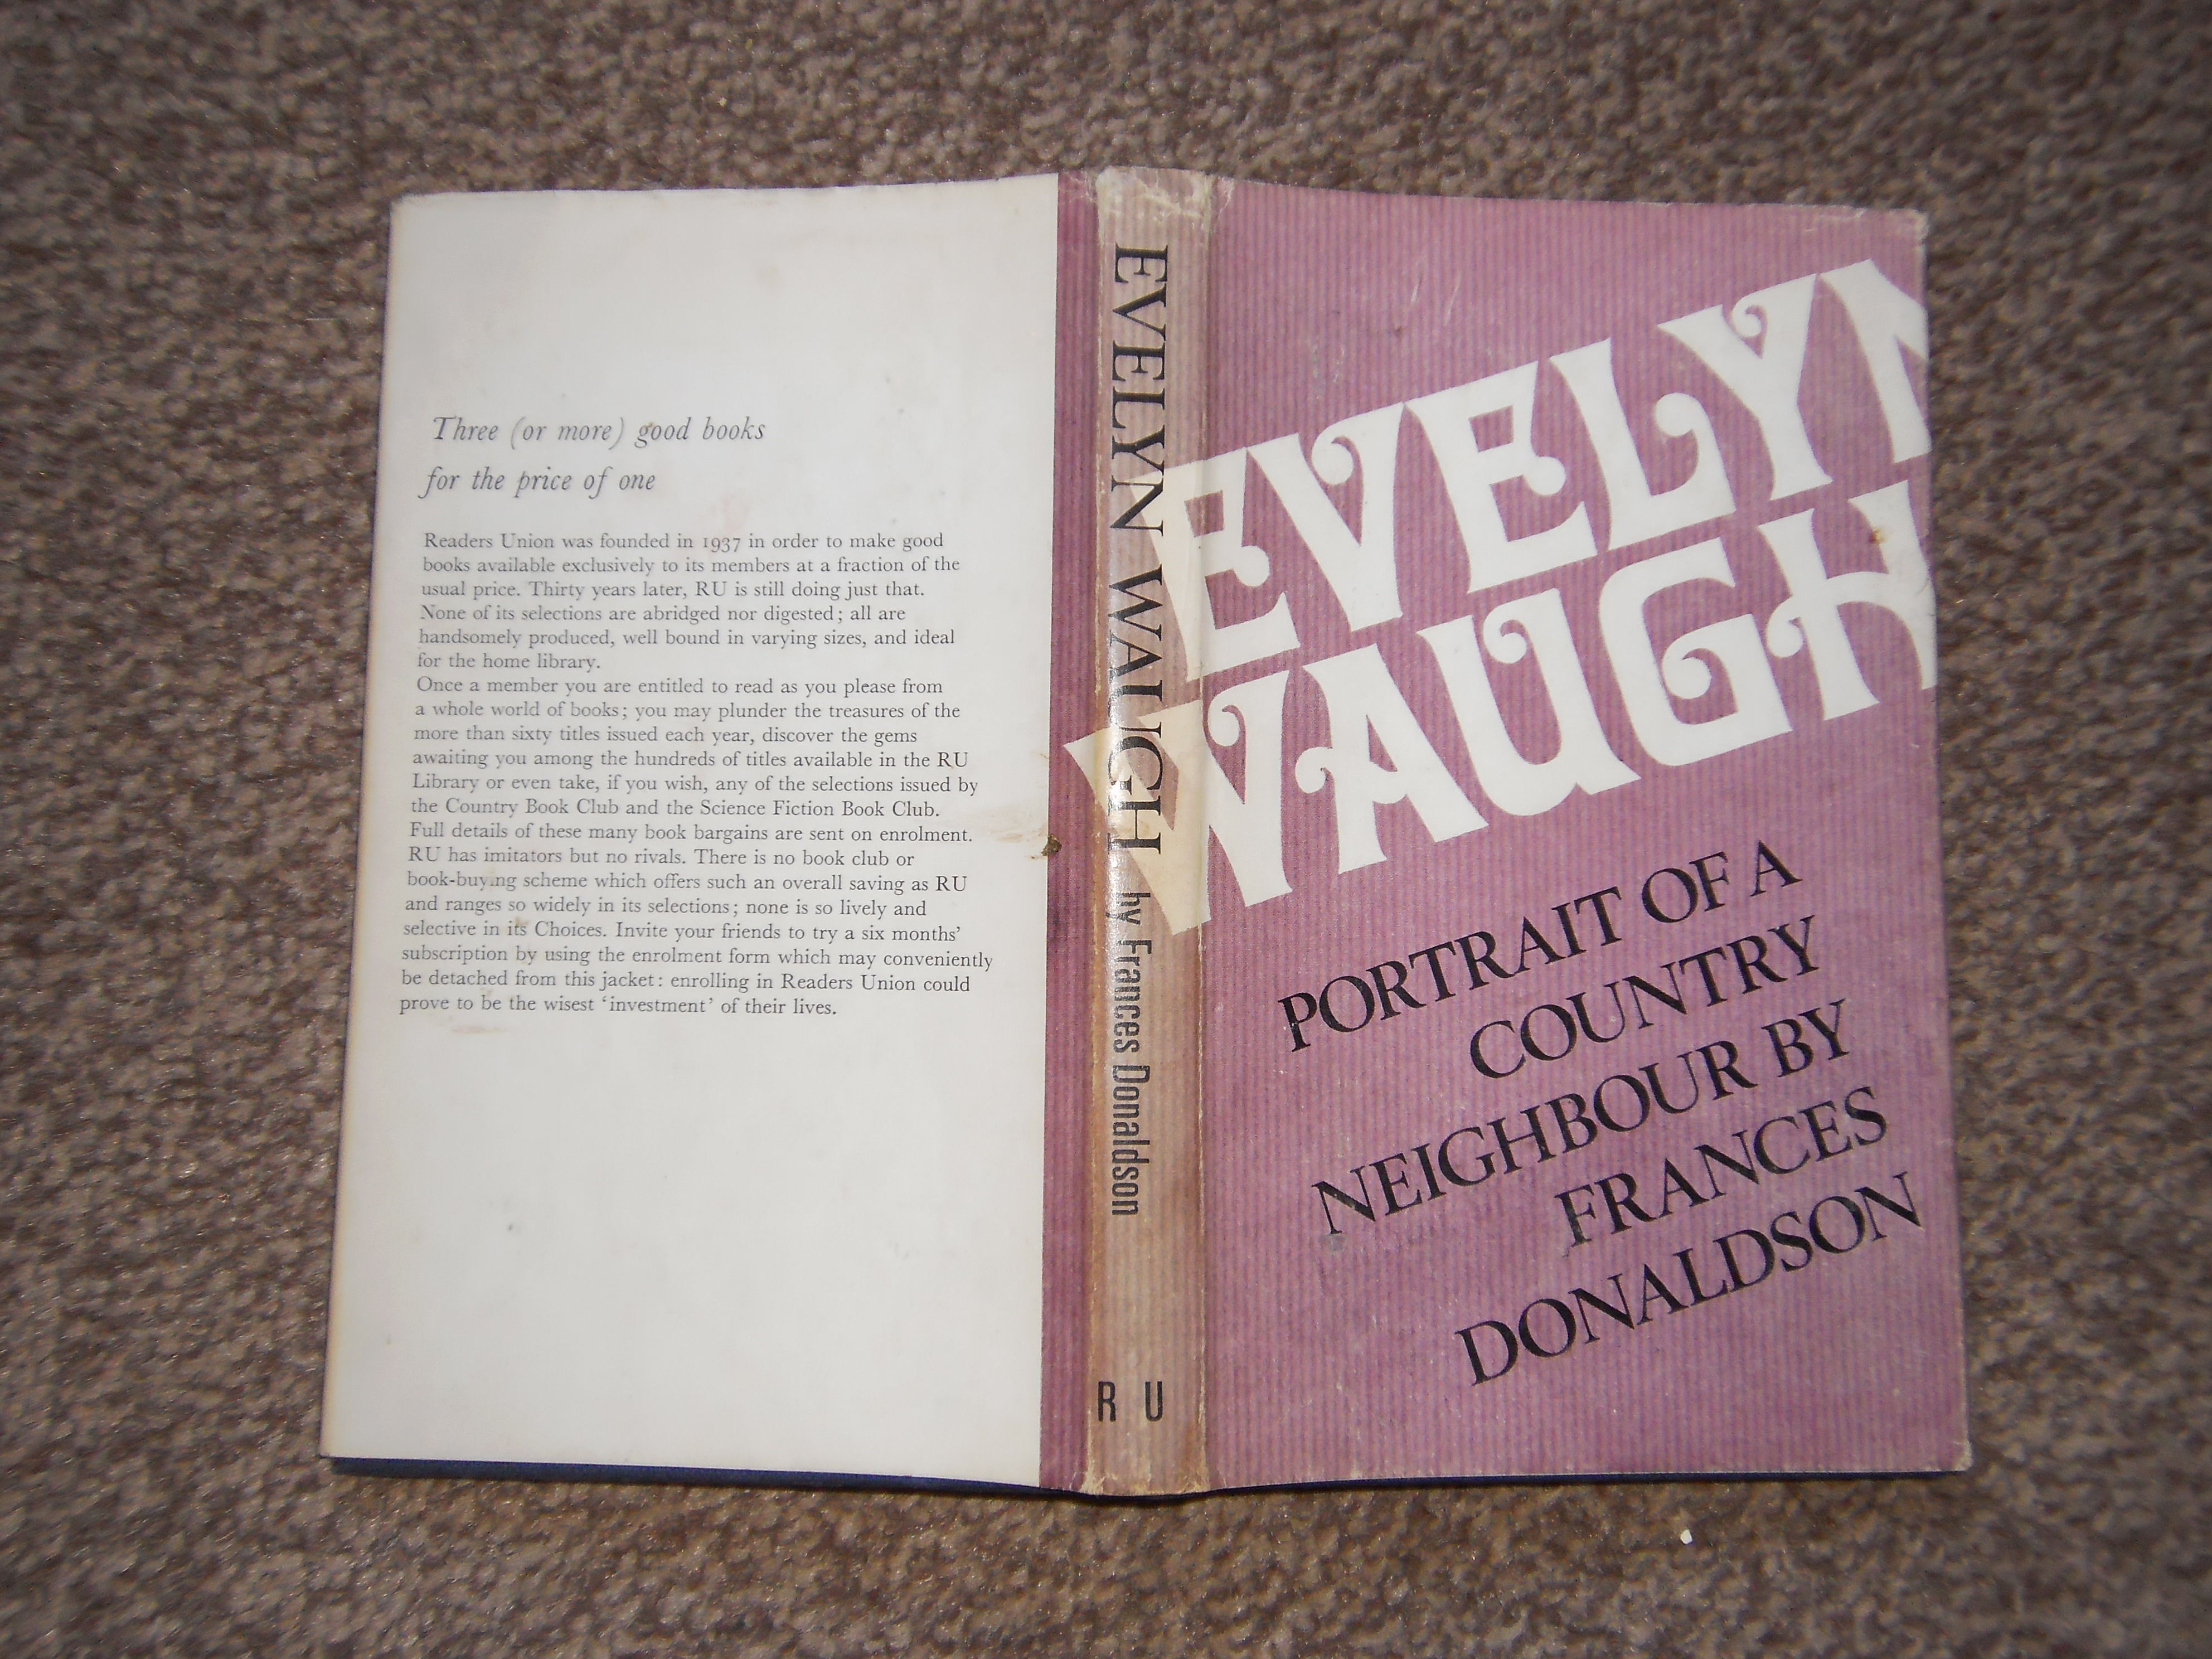 Three (or more) good books
for the price of one
Readers Union was founded in 1937 in order to make good
books available exclusively to its members at a fraction of the
usual price. Thirty years later, RU is still doing just that.
None of its selections are abridged nor digested; all are
handsomely produced, well bound in varying sizes, and ideal
for the home library.
Once a member you are entitled to read as you please from
a whole world of books; you may plunder the treasures of the
more than sixty titles issued each year, discover the gems
awaiting you among the hundreds of titles available in the RU
Library or even take, if you wish, any of the selections issued by
the Country Book Club and the Science Fiction Book Club.
Full details of these many book bargains are sent on enrolment.
RU has imitators but no rivals. There is no book club or
book-buying scheme which offers such an overall saving as RU
and ranges so widely in its selections; none is so lively and
selective in its Choices. Invite your friends to try a six months'
subscription by using the enrolment form which may conveniently
be detached from this jacket: enrolling in Readers Union could
prove to be the wisest 'investment' of their lives.
EVELYN WAUGH by Frances Donaldson
R U
EVELYN
WAUGH
PORTRAIT OF A
COUNTRY
NEIGHBOUR BY
FRANCES
DONALDSON